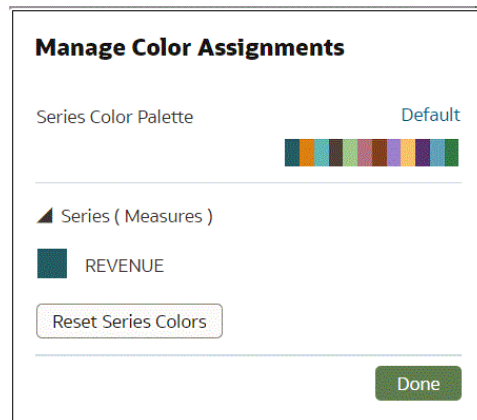 Manage Color Assignments
Series Color Palette Default
Series ( Measures )
REVENUE
Reset Series Colors
Done